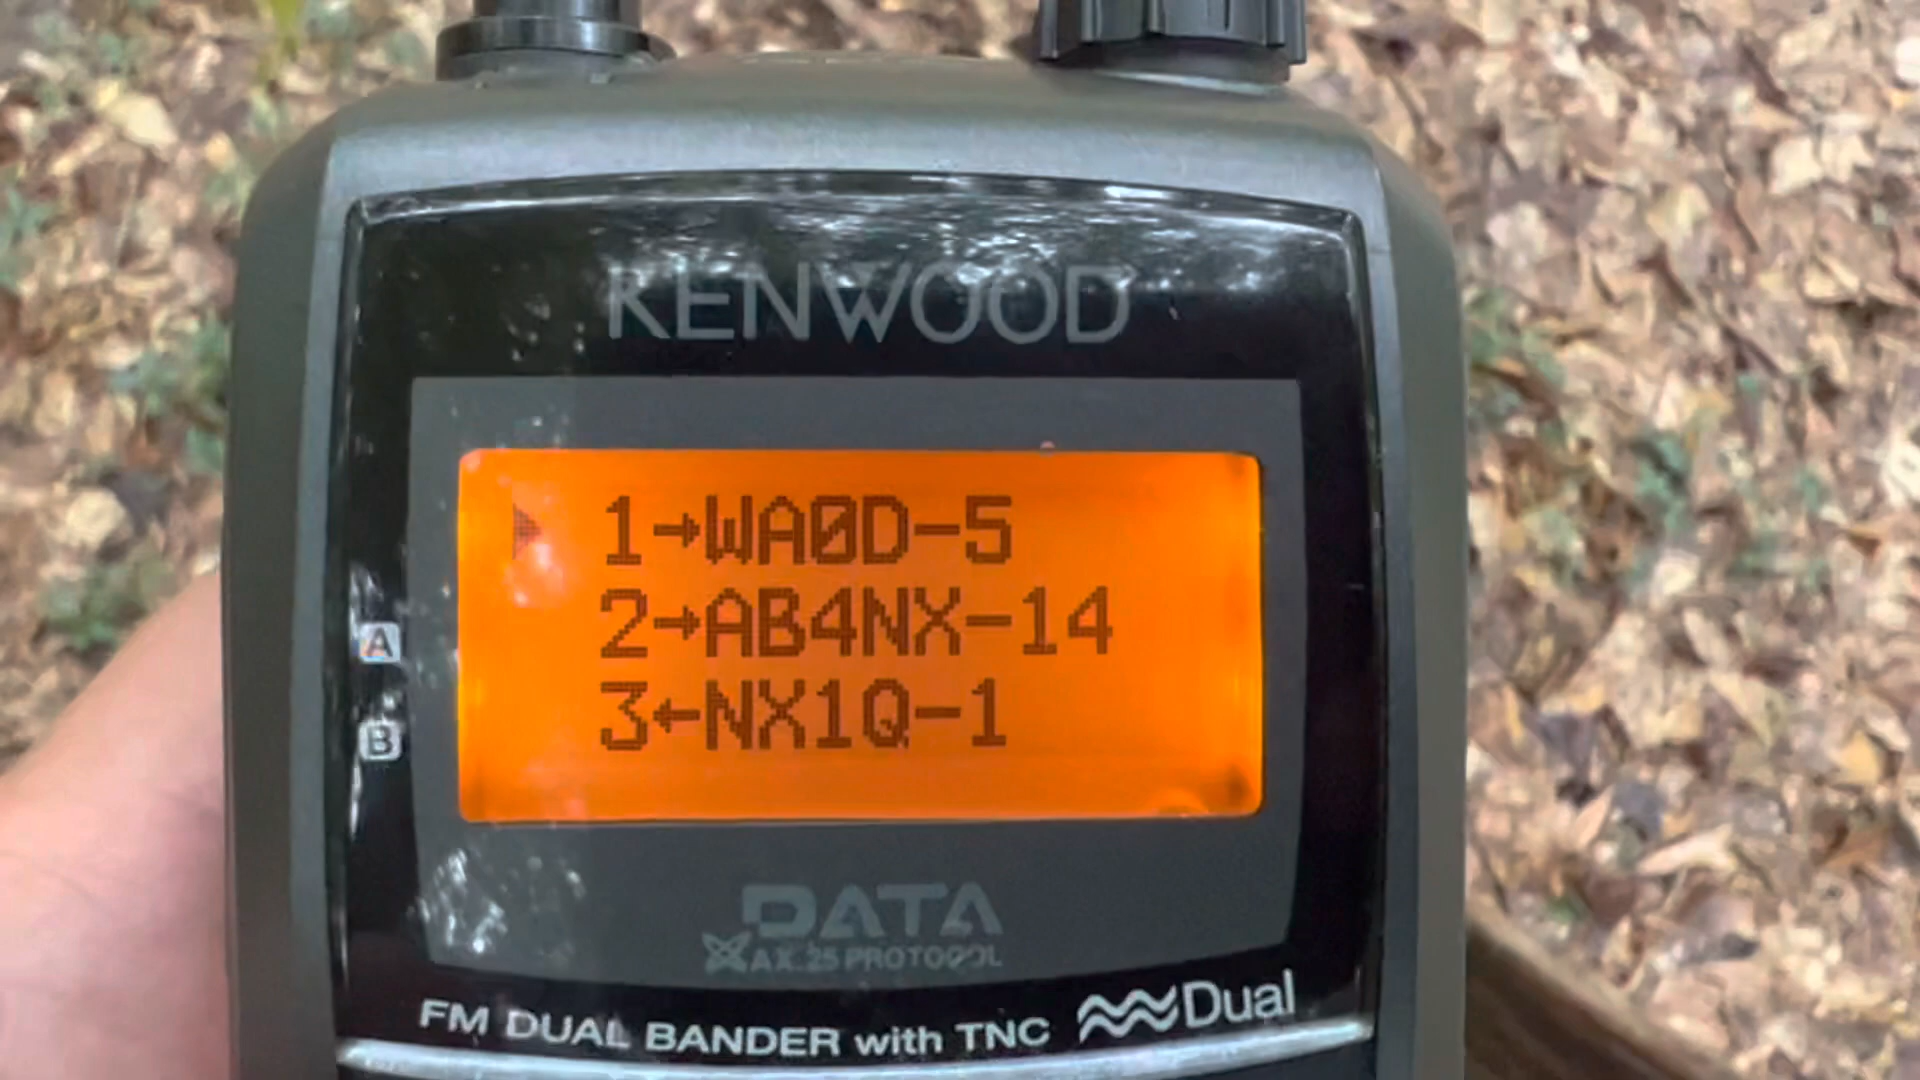 KENWOOD
1→WA0D-5
A
2→AB4NX-14
B
3←NX1Q-1
DATA
AX.25 PROTOCOL
FM DUAL BANDER with TNC Dual